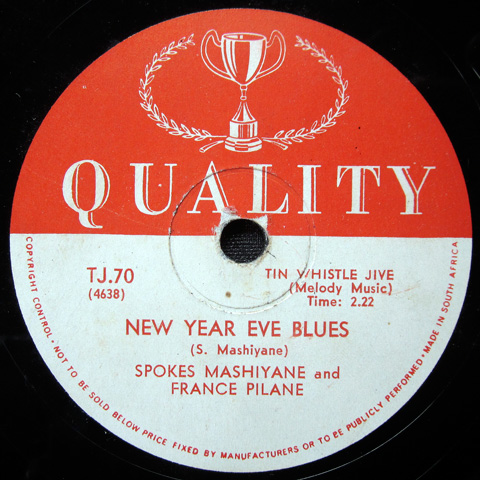 QUALITY
TJ.70
(4638)
TIN WHISTLE JIVE
(Melody Music)
Time: 2.22
NEW YEAR EVE BLUES
(S. Mashiyane)
SPOKES MASHIYANE and
FRANCE PILANE
COPYRIGHT CONTROL • NOT TO BE SOLD BELOW PRICE FIXED BY MANUFACTURERS OR TO BE PUBLICLY PERFORMED • MADE IN SOUTH AFRICA